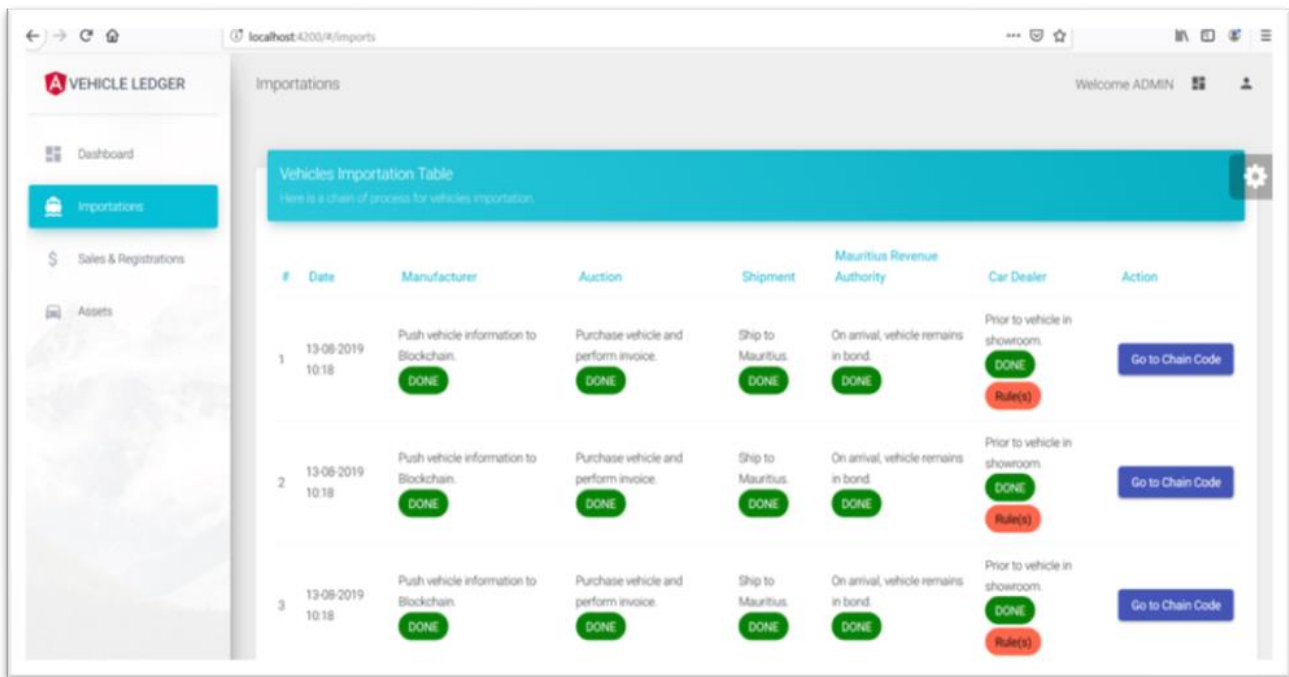 localhost:4200/#/imports
VEHICLE LEDGER
Importations
Welcome ADMIN
Dashboard
Importations
Sales & Registrations
Assets
Vehicles Importation Table
Here is a chain of process for vehicles importation.
# Date Manufacturer Auction Shipment Mauritius Revenue Authority Car Dealer Action
1
13-08-2019
10:18
Push vehicle information to
Blockchain.
DONE
Purchase vehicle and
perform invoice.
DONE
Ship to
Mauritius.
DONE
On arrival, vehicle remains
in bond.
DONE
Prior to vehicle in
showroom.
DONE
Rule(s)
Go to Chain Code
2
13-08-2019
10:18
Push vehicle information to
Blockchain.
DONE
Purchase vehicle and
perform invoice.
DONE
Ship to
Mauritius.
DONE
On arrival, vehicle remains
in bond.
DONE
Prior to vehicle in
showroom.
DONE
Rule(s)
Go to Chain Code
3
13-08-2019
10:18
Push vehicle information to
Blockchain.
DONE
Purchase vehicle and
perform invoice.
DONE
Ship to
Mauritius.
DONE
On arrival, vehicle remains
in bond.
DONE
Prior to vehicle in
showroom.
DONE
Rule(s)
Go to Chain Code